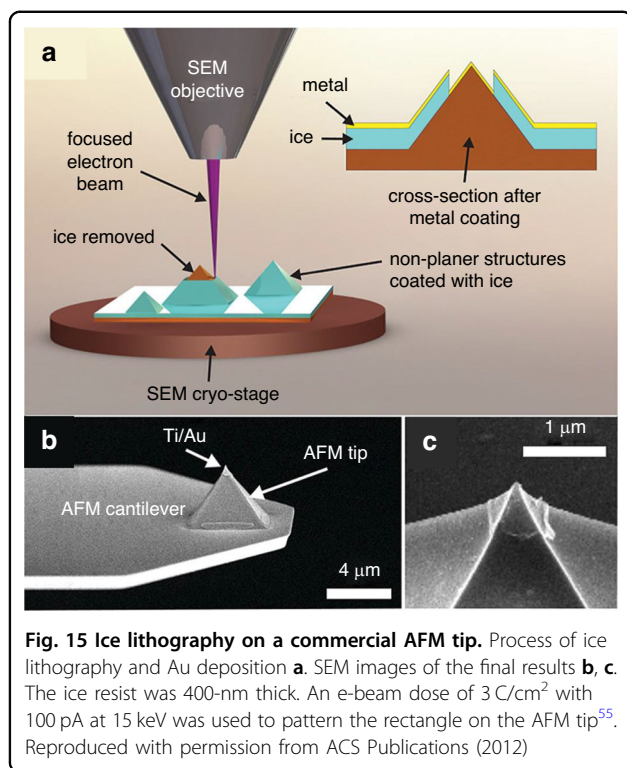 a
SEM
objective
metal
ice
focused
electron
beam
cross-section after
metal coating
ice removed
non-planer structures
coated with ice
SEM cryo-stage
b
Ti/Au
AFM tip
AFM cantilever
4 μm
c
1 μm
Fig. 15 Ice lithography on a commercial AFM tip. Process of ice
lithography and Au deposition a. SEM images of the final results b, c.
The ice resist was 400-nm thick. An e-beam dose of 3 C/cm² with
100 pA at 15 keV was used to pattern the rectangle on the AFM tip⁵⁵.
Reproduced with permission from ACS Publications (2012)